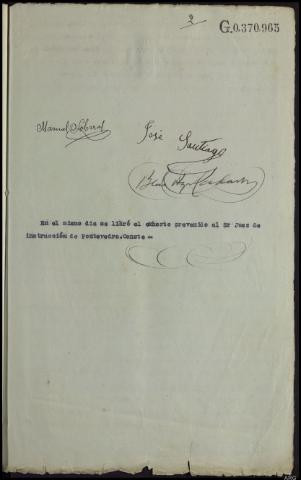 2
G.0.370.965
Manuel Sobral
José Santiago
En el mismo dia se libró el exhorto prevenido al Sr Juez de
instrucción de Pontevedra.Conste =